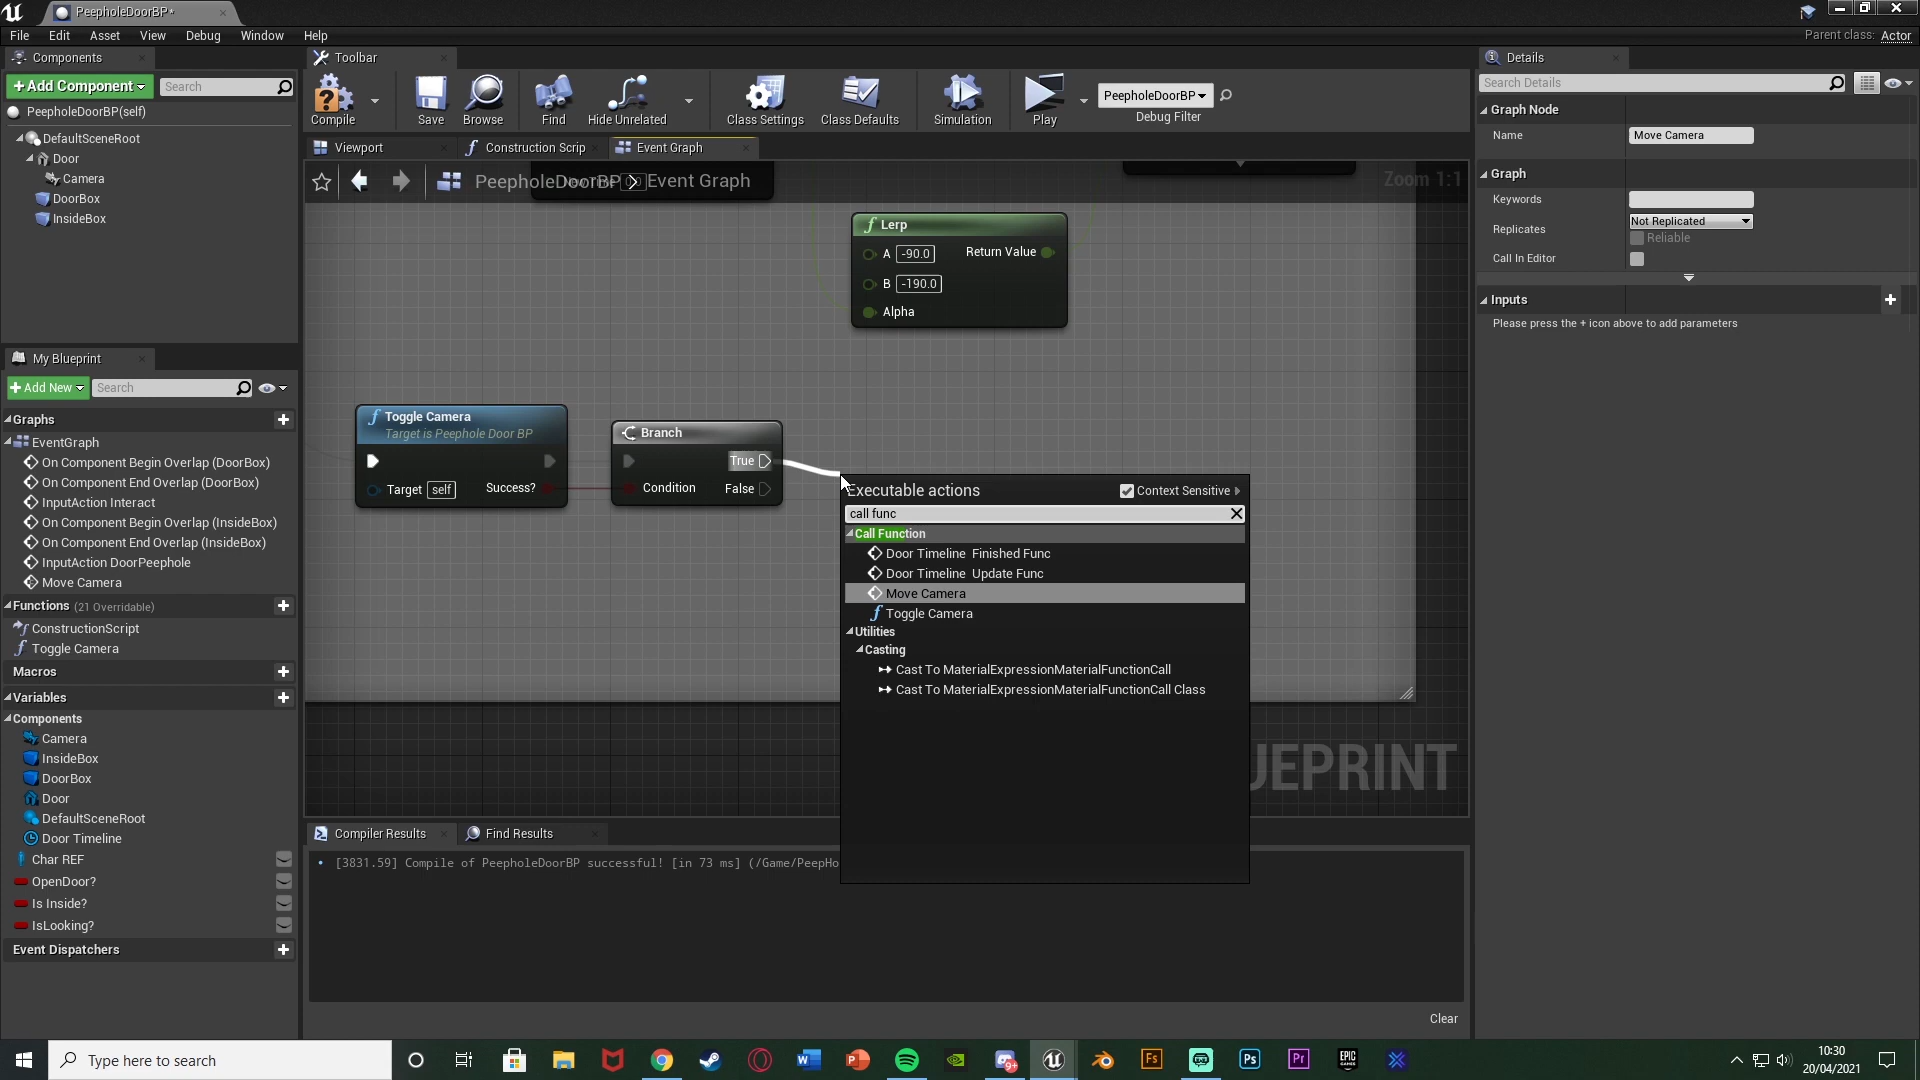 PeepholeDoorBP*
File Edit Asset View Debug Window Help
Parent class: Actor
Components
+ Add Component
Search
PeepholeDoorBP(self)
DefaultSceneRoot
Door
Camera
DoorBox
InsideBox
Toolbar
Compile
Save
Browse
Find
Hide Unrelated
Class Settings
Class Defaults
Simulation
Play
PeepholeDoorBP
Debug Filter
Viewport
Construction Scrip
Event Graph
PeepholeDoorBP > Event Graph
Zoom 1:1
Lerp
A -90.0 Return Value
B -190.0
Alpha
Toggle Camera
Target is Peephole Door BP
Target self Success?
Branch
True
Condition False
Executable actions
Context Sensitive
call func
Call Function
Door Timeline Finished Func
Door Timeline Update Func
Move Camera
Toggle Camera
Utilities
Casting
Cast To MaterialExpressionMaterialFunctionCall
Cast To MaterialExpressionMaterialFunctionCall Class
UEPRINT
My Blueprint
+ Add New
Search
Graphs
EventGraph
On Component Begin Overlap (DoorBox)
On Component End Overlap (DoorBox)
InputAction Interact
On Component Begin Overlap (InsideBox)
On Component End Overlap (InsideBox)
InputAction DoorPeephole
Move Camera
Functions (21 Overridable)
ConstructionScript
Toggle Camera
Macros
Variables
Components
Camera
InsideBox
DoorBox
Door
DefaultSceneRoot
Door Timeline
Char REF
OpenDoor?
Is Inside?
IsLooking?
Event Dispatchers
Compiler Results
Find Results
[3831.59] Compile of PeepholeDoorBP successful! [in 73 ms] (/Game/PeepHo
Clear
Details
Search Details
Graph Node
Name Move Camera
Graph
Keywords
Replicates Not Replicated
Reliable
Call In Editor
Inputs
Please press the + icon above to add parameters
Type here to search
10:30
20/04/2021